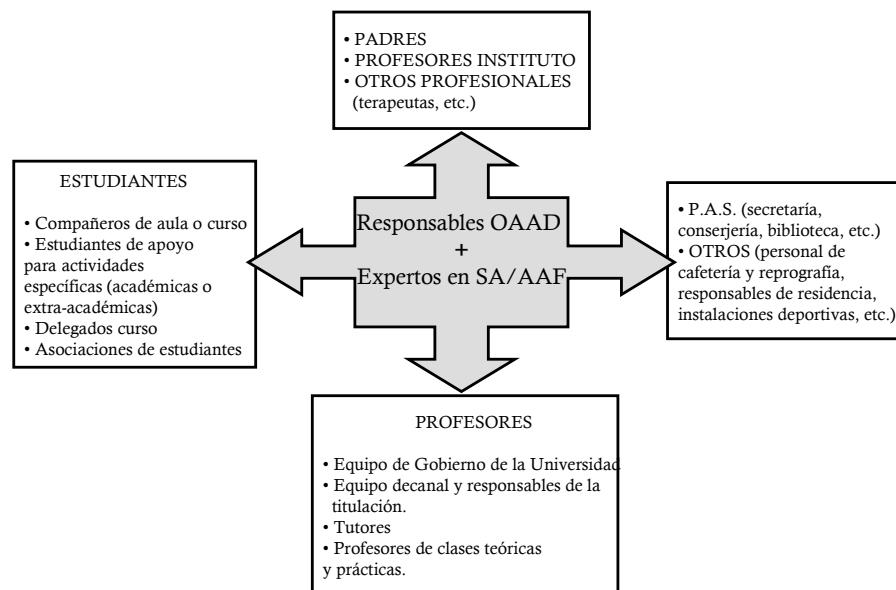 • PADRES
• PROFESORES INSTITUTO
• OTROS PROFESIONALES
(terapeutas, etc.)
ESTUDIANTES
• Compañeros de aula o curso
• Estudiantes de apoyo
para actividades
específicas (académicas o
extra-académicas)
• Delegados curso
• Asociaciones de estudiantes
Responsables OAAD
+
Expertos en SA/AAF
• P.A.S. (secretaría,
conserjería, biblioteca, etc.)
• OTROS (personal de
cafetería y reprografía,
responsables de residencia,
instalaciones deportivas, etc.)
PROFESORES
• Equipo de Gobierno de la Universidad
• Equipo decanal y responsables de la
titulación.
• Tutores
• Profesores de clases teóricas
y prácticas.